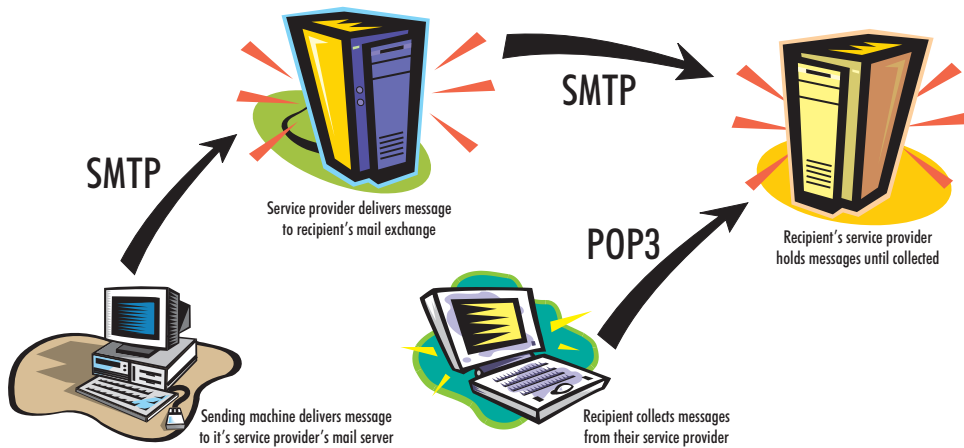 SMTP
Service provider delivers message
to recipient's mail exchange
SMTP
Recipient's service provider
holds messages until collected
POP3
Sending machine delivers message
to it's service provider's mail server
Recipient collects messages
from their service provider